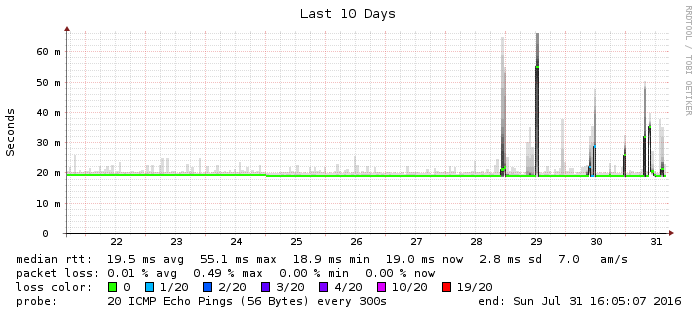 Last 10 Days
RRDTOOL / TOBI OETIKER
Seconds
60 m
50 m
40 m
30 m
20 m
10 m
0
22 23 24 25 26 27 28 29 30 31
median rtt: 19.5 ms avg 55.1 ms max 18.9 ms min 19.0 ms now 2.8 ms sd 7.0 am/s
packet loss: 0.01 % avg 0.49 % max 0.00 % min 0.00 % now
loss color: 0 1/20 2/20 3/20 4/20 10/20 19/20
probe: 20 ICMP Echo Pings (56 Bytes) every 300s end: Sun Jul 31 16:05:07 2016